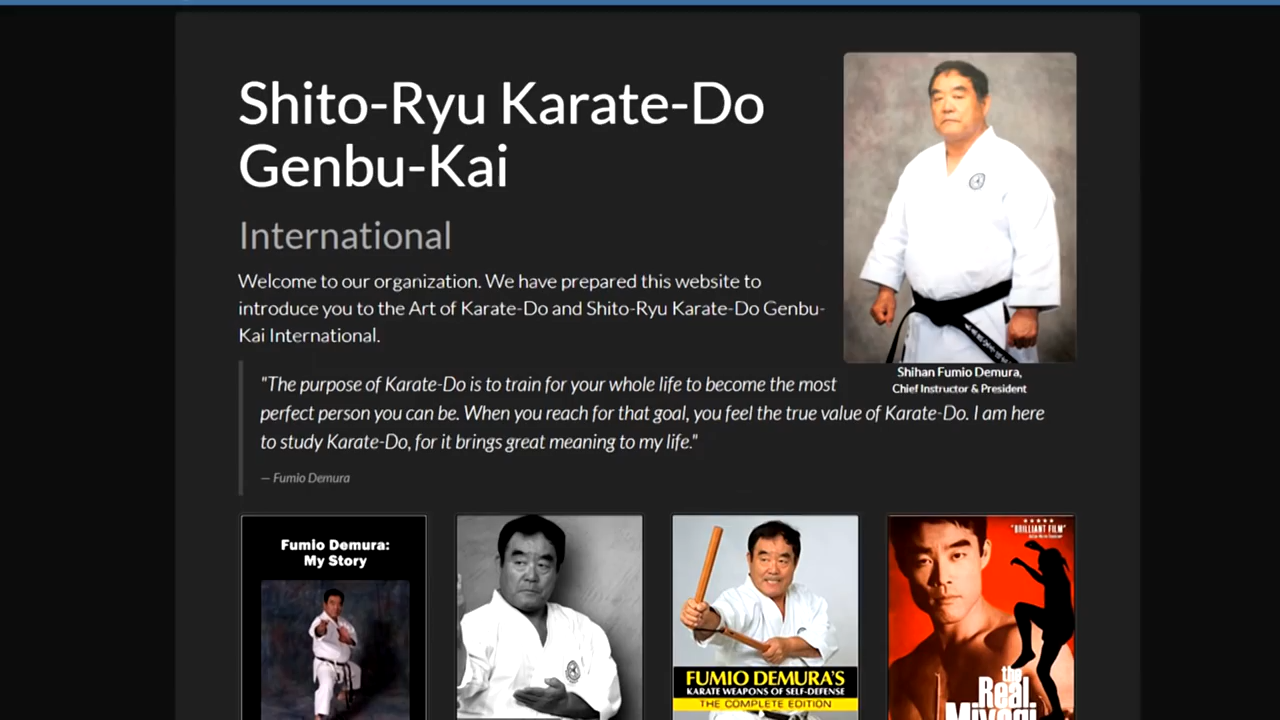 Shito-Ryu Karate-Do
Genbu-Kai
International
Welcome to our organization. We have prepared this website to
introduce you to the Art of Karate-Do and Shito-Ryu Karate-Do Genbu-
Kai International.
Shihan Fumio Demura,
Chief Instructor & President
"The purpose of Karate-Do is to train for your whole life to become the most
perfect person you can be. When you reach for that goal, you feel the true value of Karate-Do. I am here
to study Karate-Do, for it brings great meaning to my life."
— Fumio Demura
Fumio Demura:
My Story
FUMIO DEMURA'S
KARATE WEAPONS OF SELF-DEFENSE
THE COMPLETE EDITION
"BRILLIANT FILM"
the
Real
Miyagi